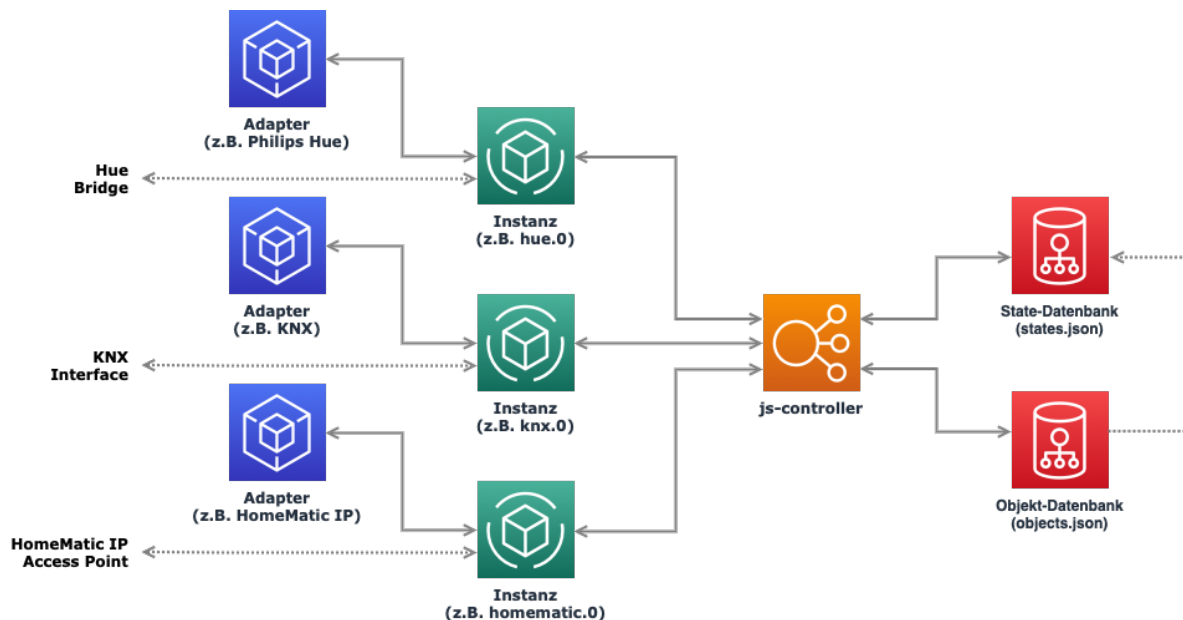 Adapter
(z.B. Philips Hue)
Hue
Bridge
Instanz
(z.B. hue.0)
Adapter
(z.B. KNX)
State-Datenbank
(states.json)
KNX
Interface
Instanz
(z.B. knx.0)
js-controller
Adapter
(z.B. HomeMatic IP)
Objekt-Datenbank
(objects.json)
HomeMatic IP
Access Point
Instanz
(z.B. homematic.0)